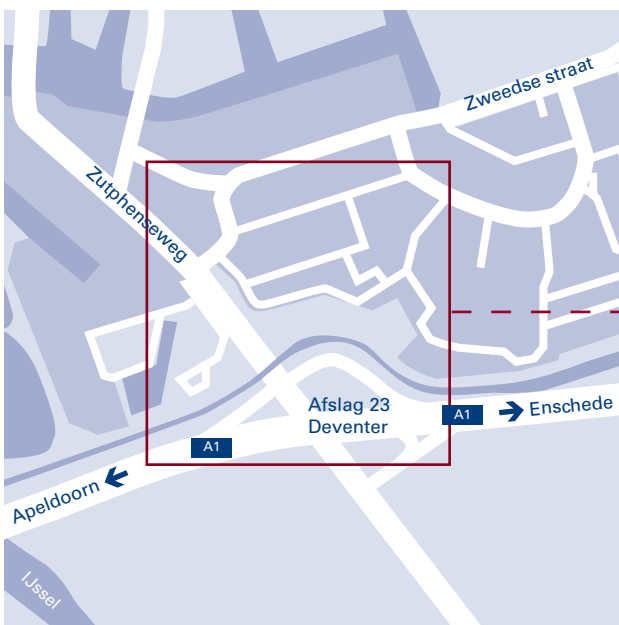 Zweedse straat
Zutphenseweg
Afslag 23
Deventer
A1
Enschede
A1
Apeldoorn
IJssel